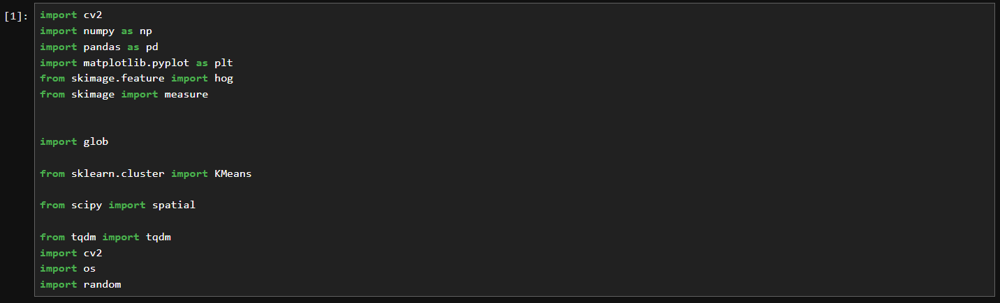 [1]:
import cv2
import numpy as np
import pandas as pd
import matplotlib.pyplot as plt
from skimage.feature import hog
from skimage import measure
import glob
from sklearn.cluster import KMeans
from scipy import spatial
from tqdm import tqdm
import cv2
import os
import random